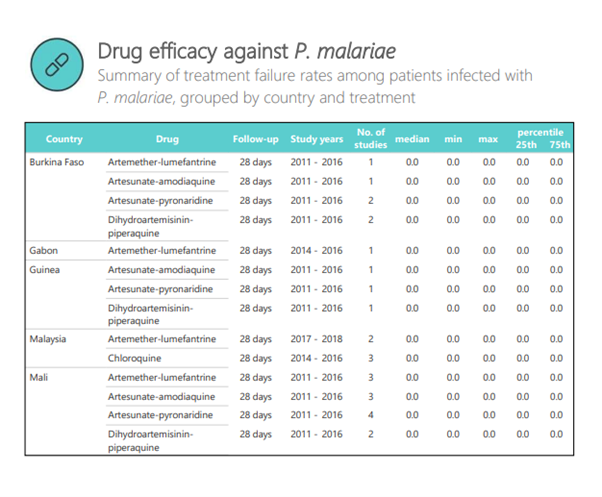 Drug efficacy against P. malariae
Summary of treatment failure rates among patients infected with
P. malariae, grouped by country and treatment
Country Drug Follow-up Study years No. of studies median min max percentile 25th 75th
Burkina Faso Artemether-lumefantrine 28 days 2011 - 2016 1 0.0 0.0 0.0 0.0 0.0
Artesunate-amodiaquine 28 days 2011 - 2016 1 0.0 0.0 0.0 0.0 0.0
Artesunate-pyronaridine 28 days 2011 - 2016 2 0.0 0.0 0.0 0.0 0.0
Dihydroartemisinin- 28 days 2011 - 2016 2 0.0 0.0 0.0 0.0 0.0
piperaquine
Gabon Artemether-lumefantrine 28 days 2014 - 2016 1 0.0 0.0 0.0 0.0 0.0
Guinea Artesunate-amodiaquine 28 days 2011 - 2016 1 0.0 0.0 0.0 0.0 0.0
Artesunate-pyronaridine 28 days 2011 - 2016 1 0.0 0.0 0.0 0.0 0.0
Dihydroartemisinin- 28 days 2011 - 2016 1 0.0 0.0 0.0 0.0 0.0
piperaquine
Malaysia Artemether-lumefantrine 28 days 2017 - 2018 2 0.0 0.0 0.0 0.0 0.0
Chloroquine 28 days 2014 - 2016 3 0.0 0.0 0.0 0.0 0.0
Mali Artemether-lumefantrine 28 days 2011 - 2016 3 0.0 0.0 0.0 0.0 0.0
Artesunate-amodiaquine 28 days 2011 - 2016 3 0.0 0.0 0.0 0.0 0.0
Artesunate-pyronaridine 28 days 2011 - 2016 4 0.0 0.0 0.0 0.0 0.0
Dihydroartemisinin- 28 days 2011 - 2016 2 0.0 0.0 0.0 0.0 0.0
piperaquine